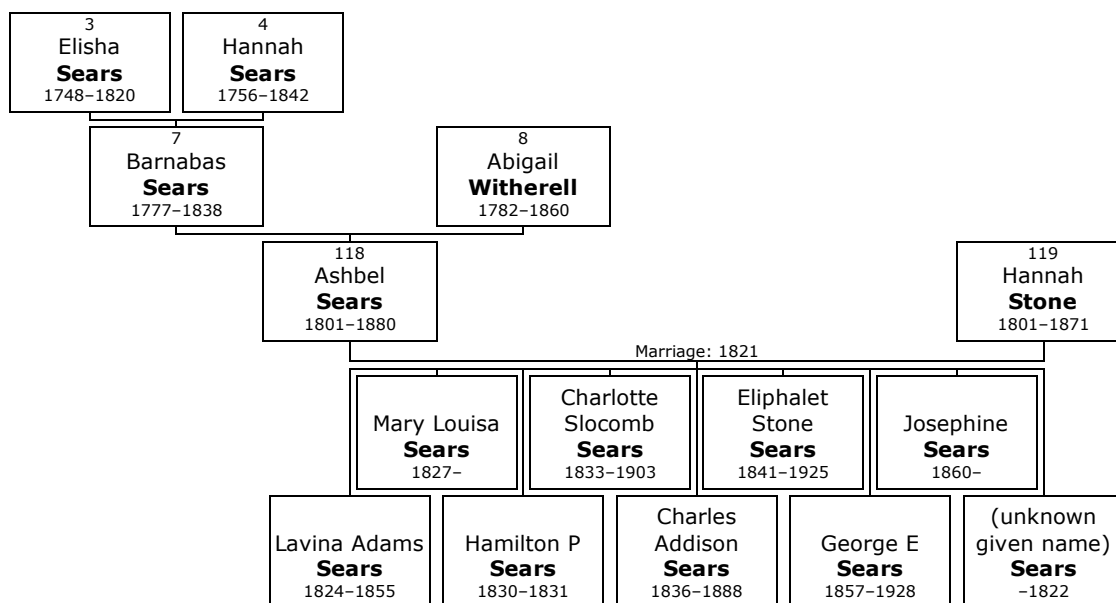 3
Elisha
Sears
1748–1820
4
Hannah
Sears
1756–1842
7
Barnabas
Sears
1777–1838
8
Abigail
Witherell
1782–1860
118
Ashbel
Sears
1801–1880
119
Hannah
Stone
1801–1871
Marriage: 1821
Mary Louisa
Sears
1827–
Charlotte
Slocomb
Sears
1833–1903
Eliphalet
Stone
Sears
1841–1925
Josephine
Sears
1860–
Lavina Adams
Sears
1824–1855
Hamilton P
Sears
1830–1831
Charles
Addison
Sears
1836–1888
George E
Sears
1857–1928
(unknown
given name)
Sears
–1822